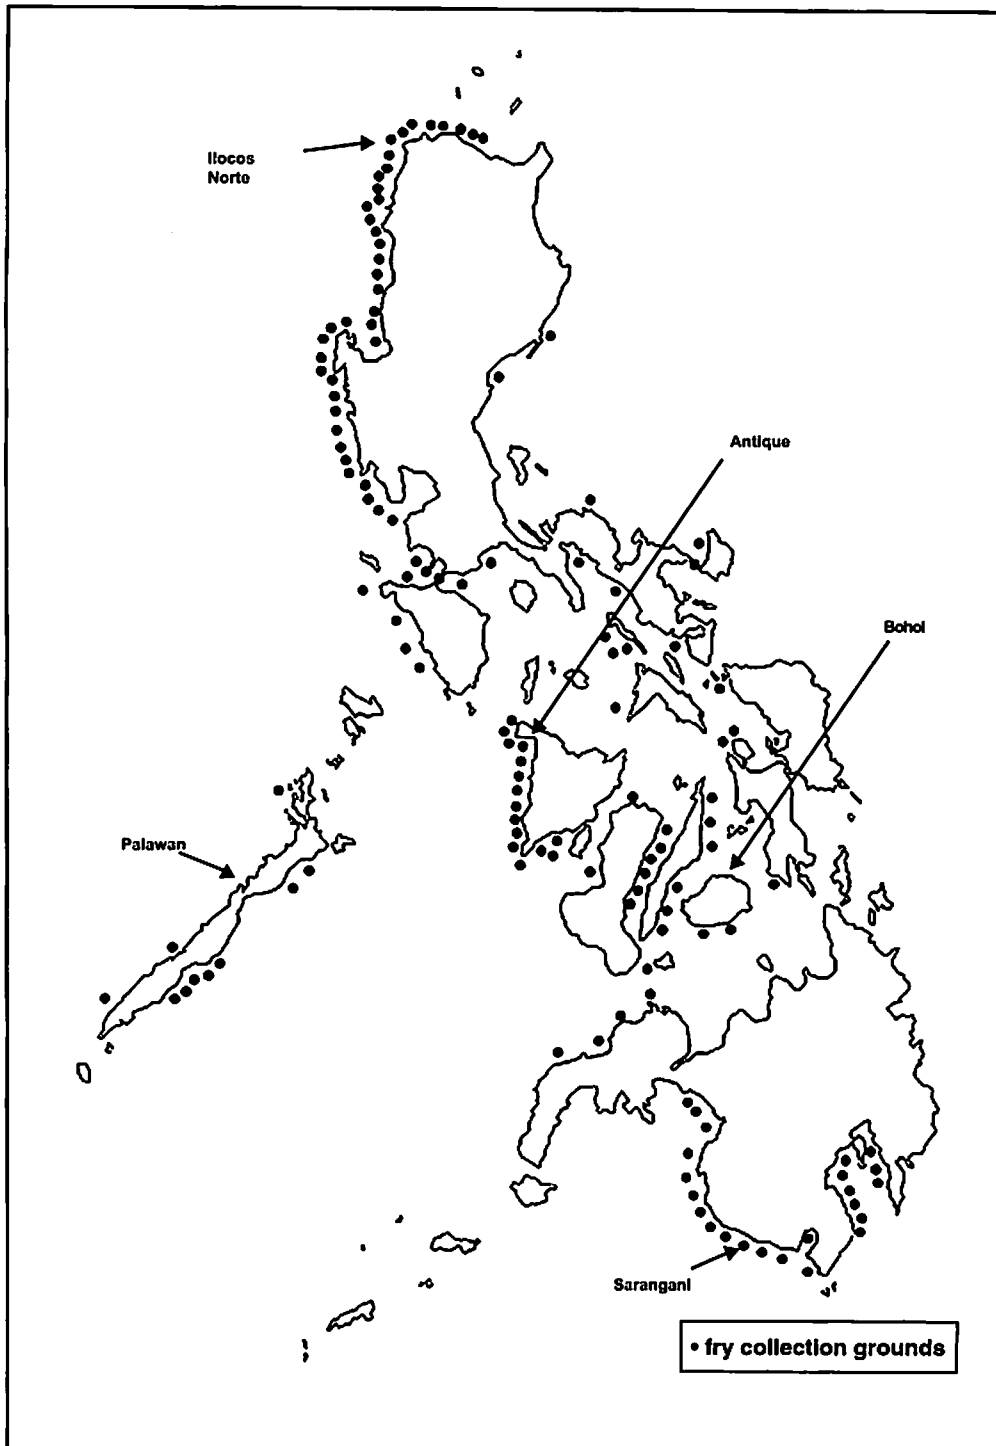 Ilocos
Norte
Antique
Bohol
Palawan
Sarangani
• fry collection grounds